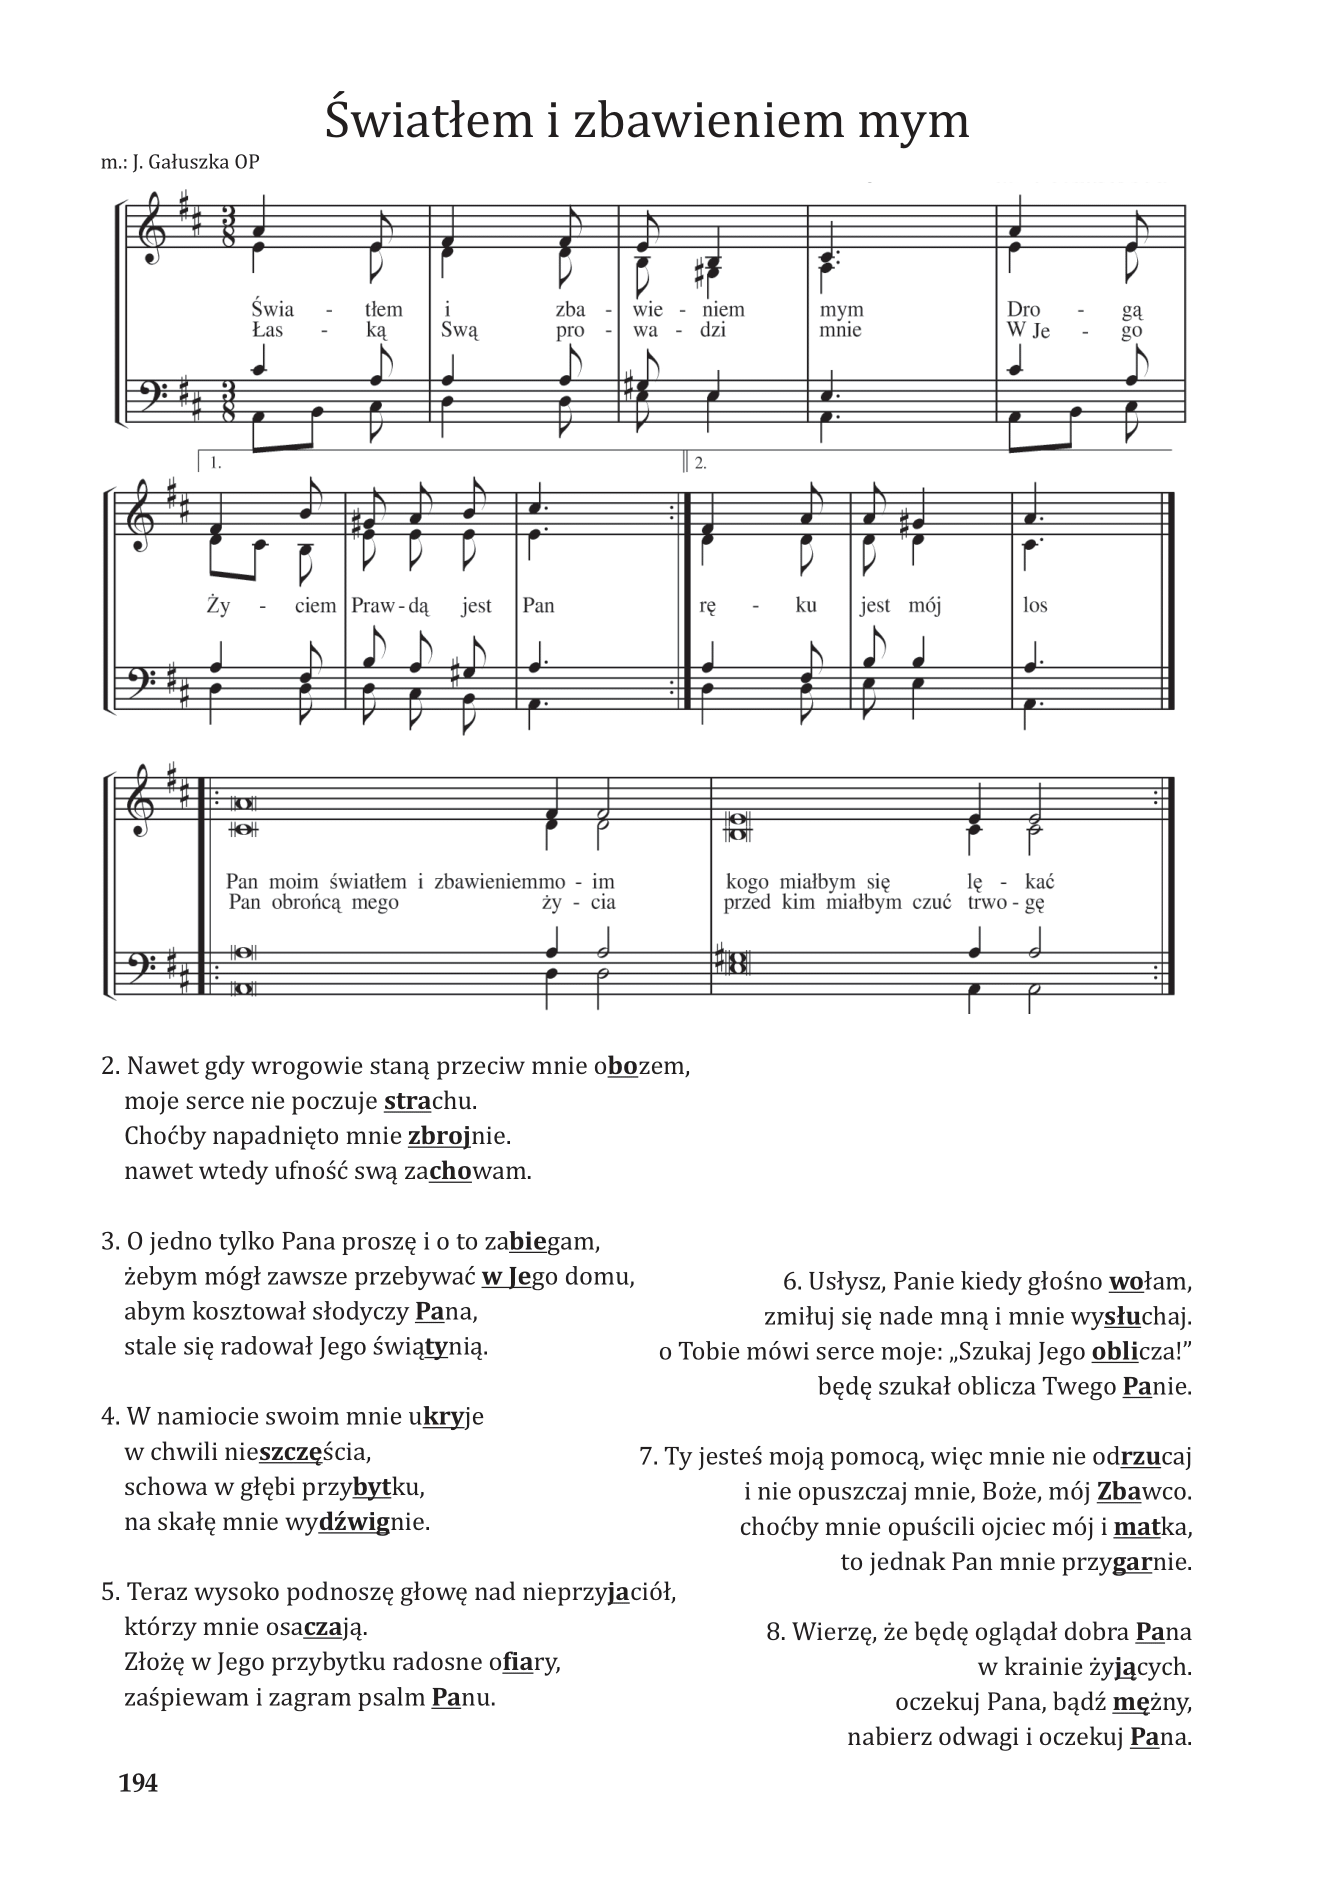 Światłem i zbawieniem mym
m.: J. Gałuszka OP
3 8
Świa - tłem i zba - wie - niem mym Dro - gą
Łas - ką Swą pro - wa - dzi mnie W Je - go
3 8
1. 2.
Ży - ciem Praw - dą jest Pan rę - ku jest mój los
Pan moim światłem i zbawieniem mo - im kogo miałbym się lę - kać
Pan obrońcą mego ży - cia przed kim miałbym czuć trwo - gę
2. Nawet gdy wrogowie staną przeciw mnie obozem,
moje serce nie poczuje strachu.
Choćby napadnięto mnie zbrojnie.
nawet wtedy ufność swą zachowam.
3. O jedno tylko Pana proszę i o to zabiegam,
żebym mógł zawsze przebywać w Jego domu,
abym kosztował słodyczy Pana,
stale się radował Jego świątynią.
4. W namiocie swoim mnie ukryje
w chwili nieszczęścia,
schowa w głębi przybytku,
na skałę mnie wydźwignie.
5. Teraz wysoko podnoszę głowę nad nieprzyjaciół,
którzy mnie osaczają.
Złożę w Jego przybytku radosne ofiary,
zaśpiewam i zagram psalm Panu.
6. Usłysz, Panie kiedy głośno wołam,
zmiłuj się nade mną i mnie wysłuchaj.
o Tobie mówi serce moje: „Szukaj Jego oblicza!”
będę szukał oblicza Twego Panie.
7. Ty jesteś moją pomocą, więc mnie nie odrzucaj
i nie opuszczaj mnie, Boże, mój Zbawco.
choćby mnie opuścili ojciec mój i matka,
to jednak Pan mnie przygarnie.
8. Wierzę, że będę oglądał dobra Pana
w krainie żyjących.
oczekuj Pana, bądź mężny,
nabierz odwagi i oczekuj Pana.
194